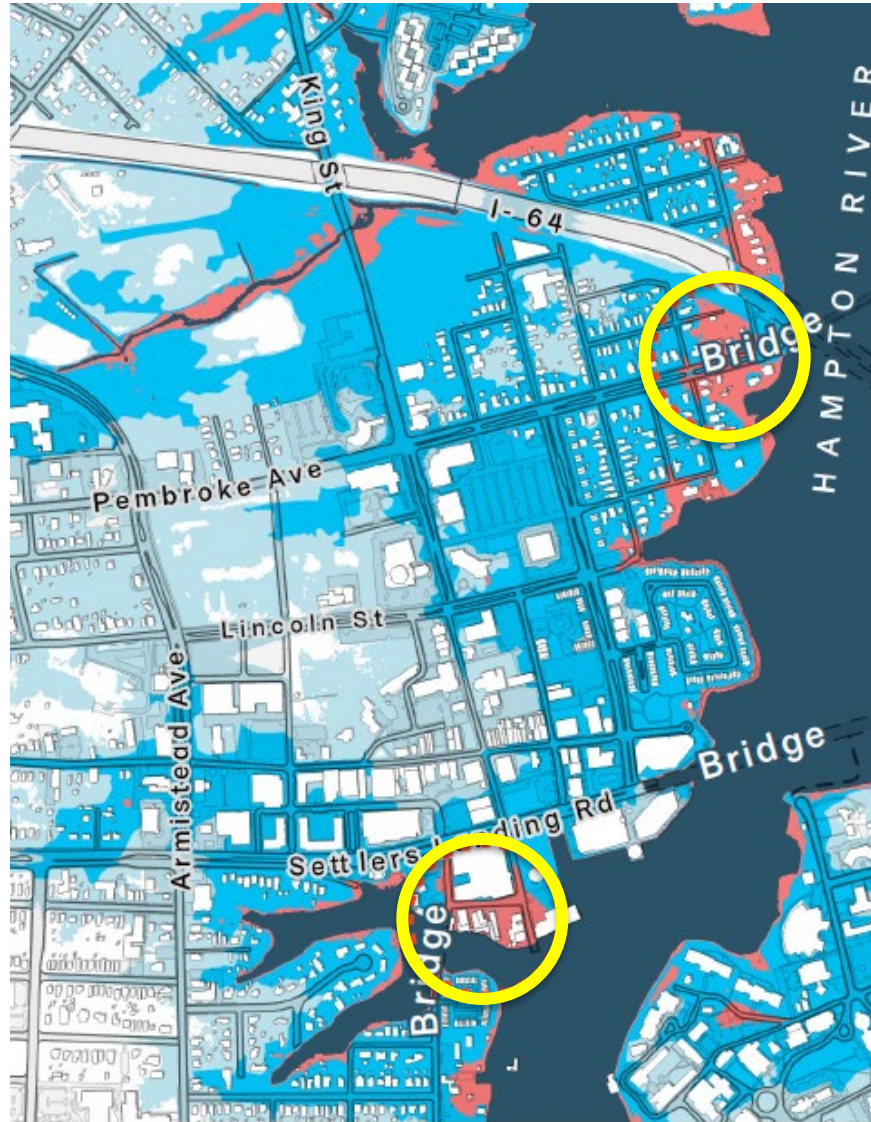 King St
I-64
HAMPTON RIVER
Bridge
Pembroke Ave
Lincoln St
Armistead Ave
Bridge
Settlers Landing Rd
Bridge